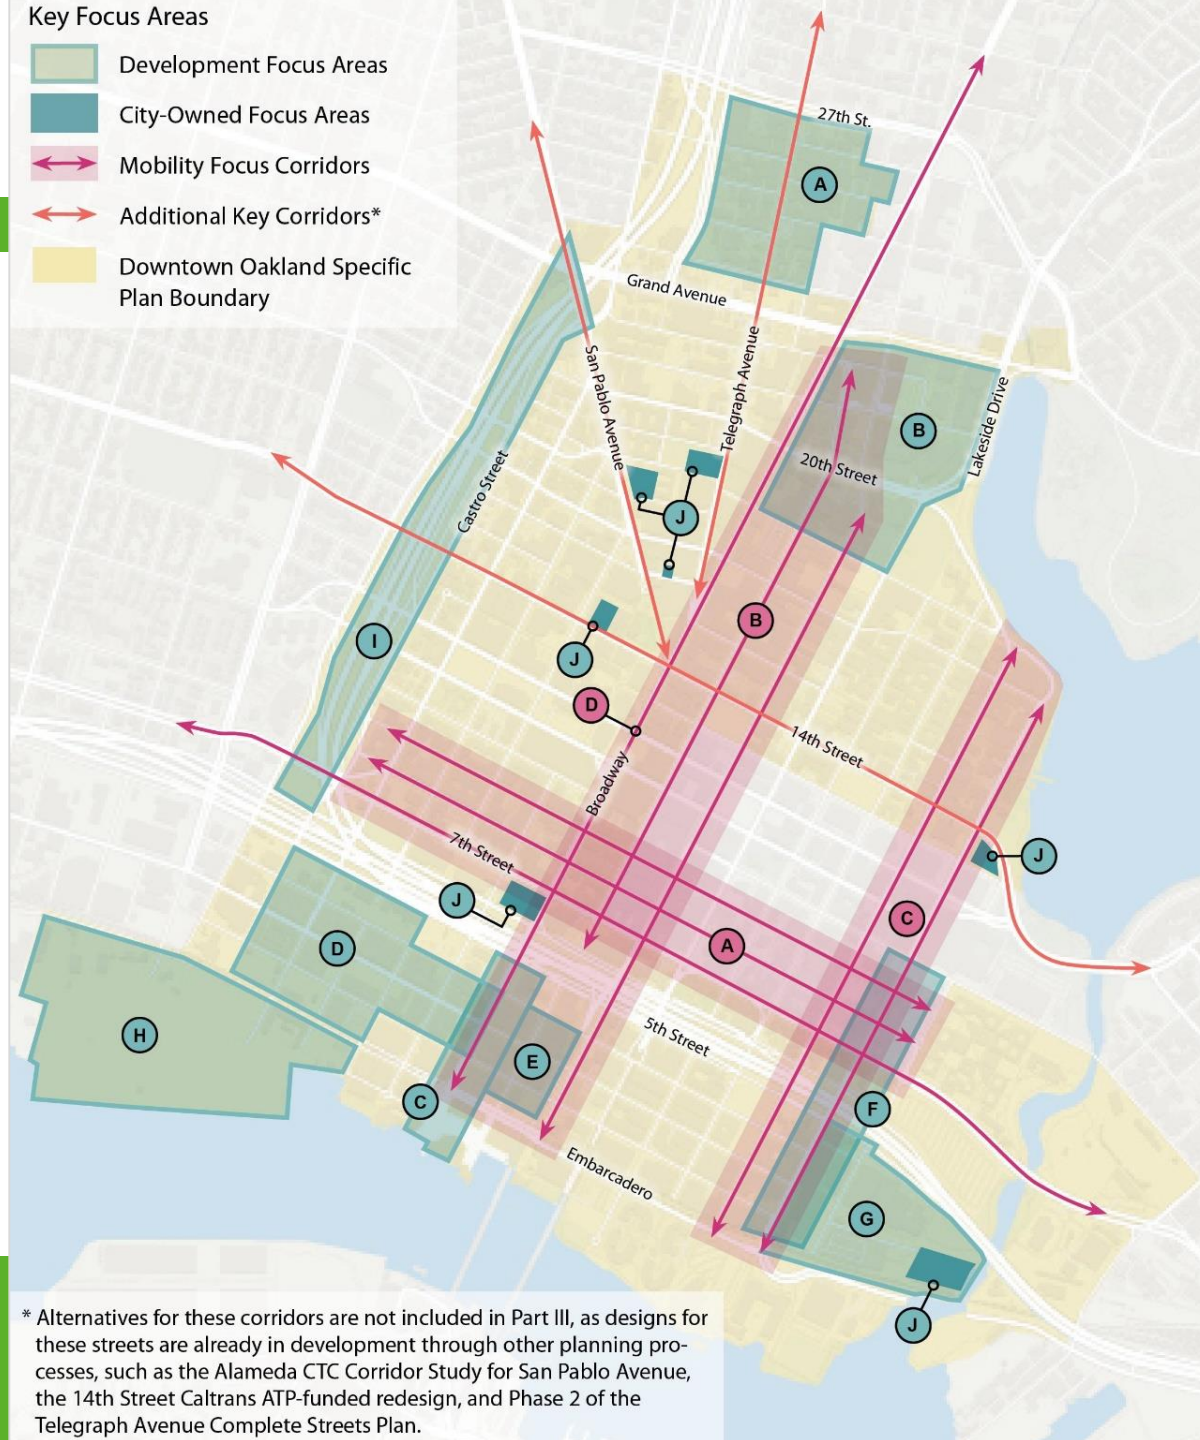 Key Focus Areas
Development Focus Areas
City-Owned Focus Areas
Mobility Focus Corridors
Additional Key Corridors*
Downtown Oakland Specific
Plan Boundary
27th St.
A
Grand Avenue
San Pablo Avenue
Telegraph Avenue
Lakeside Drive
B
20th Street
Castro Street
J
B
I
J
D
14th Street
Broadway
7th Street
J
J
C
A
D
H
5th Street
E
C
F
Embarcadero
G
J
* Alternatives for these corridors are not included in Part III, as designs for
these streets are already in development through other planning pro-
cesses, such as the Alameda CTC Corridor Study for San Pablo Avenue,
the 14th Street Caltrans ATP-funded redesign, and Phase 2 of the
Telegraph Avenue Complete Streets Plan.